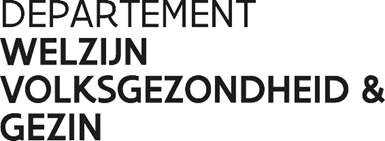 DEPARTEMENT
WELZIJN
VOLKSGEZONDHEID &
GEZIN